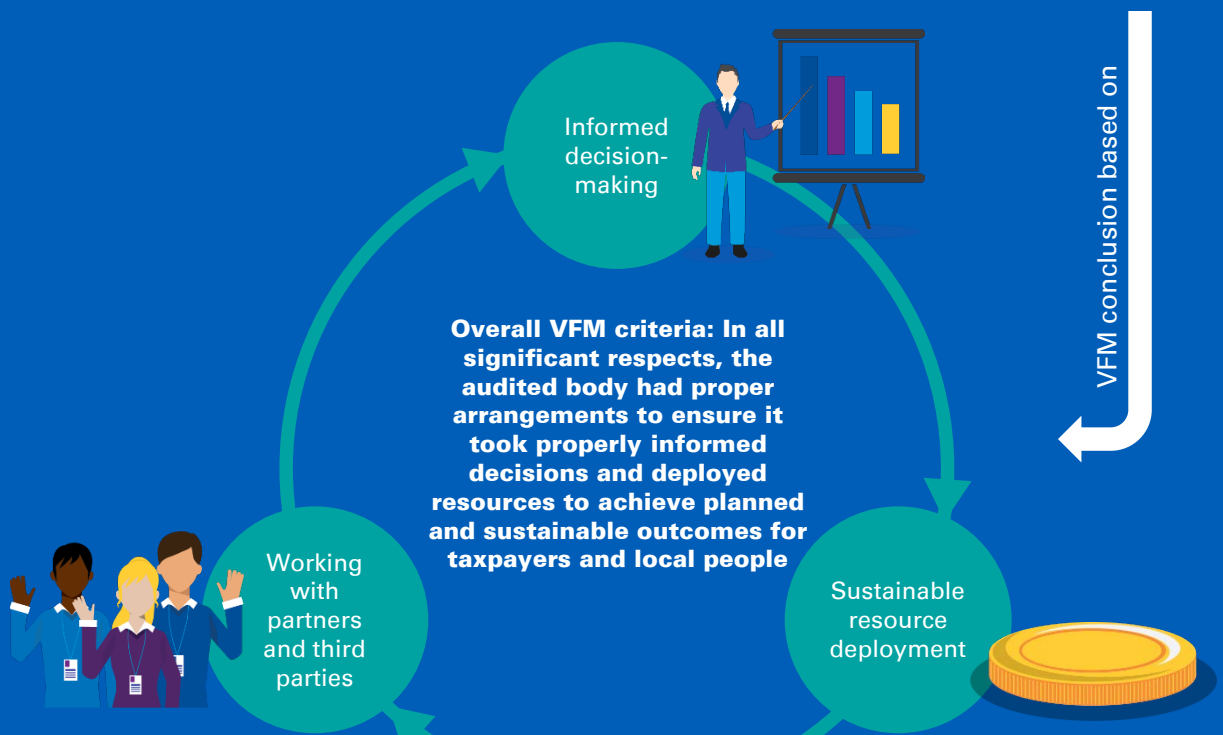 Informed
decision-
making
VFM conclusion based on
Overall VFM criteria: In all
significant respects, the
audited body had proper
arrangements to ensure it
took properly informed
decisions and deployed
resources to achieve planned
and sustainable outcomes for
taxpayers and local people
Working
with
partners
and third
parties
Sustainable
resource
deployment